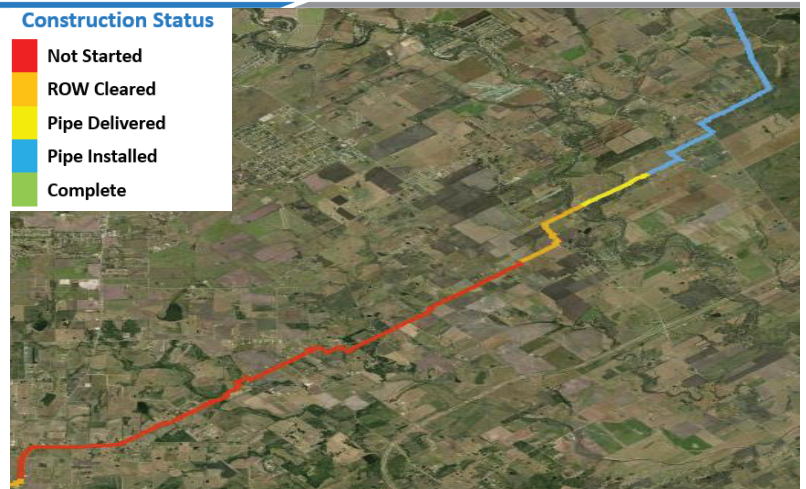 Construction Status
Not Started
ROW Cleared
Pipe Delivered
Pipe Installed
Complete